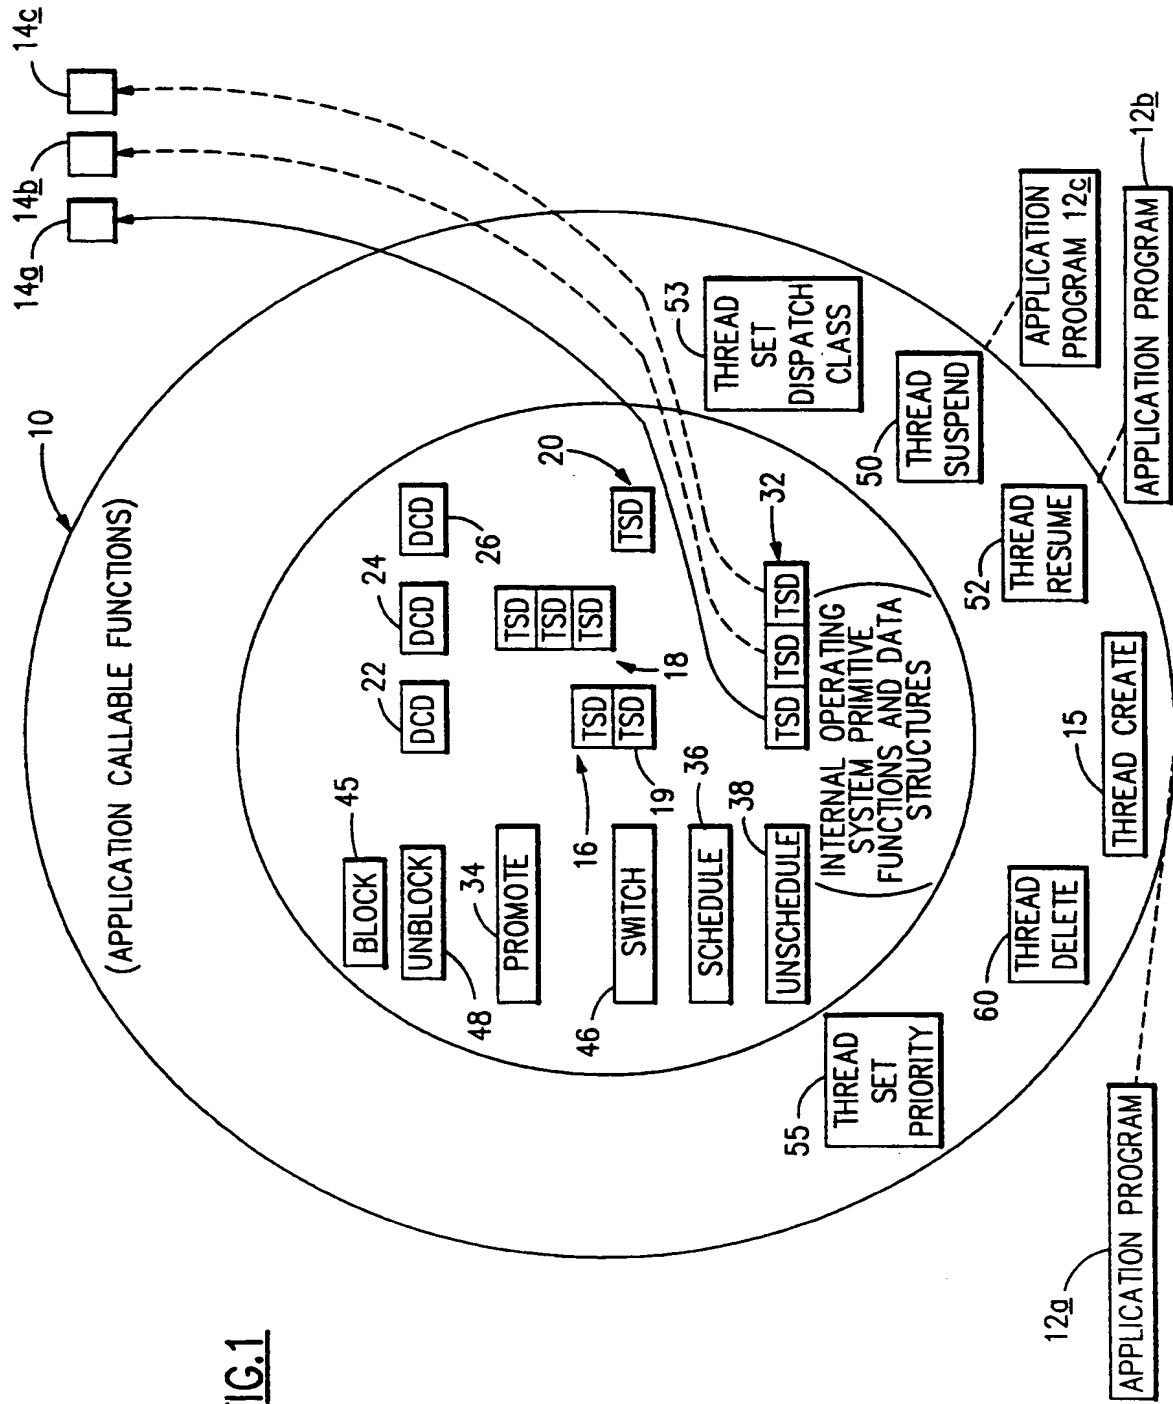 FIG.1
10
(APPLICATION CALLABLE FUNCTIONS)
14a
14b
14c
45
BLOCK
UNBLOCK
48
22
DCD
24
DCD
DCD
26
34
PROMOTE
16
TSD
TSD
19
TSD
TSD
TSD
18
20
TSD
SWITCH
46
36
SCHEDULE
38
UNSCHEDULE
TSD
TSD
TSD
32
INTERNAL OPERATING
SYSTEM PRIMITIVE
FUNCTIONS AND DATA
STRUCTURES
53
THREAD
SET
DISPATCH
CLASS
55
THREAD
SET
PRIORITY
50
THREAD
SUSPEND
52
THREAD
RESUME
60
THREAD
DELETE
15
THREAD CREATE
APPLICATION
PROGRAM 12c
12a
APPLICATION PROGRAM
12b
APPLICATION PROGRAM